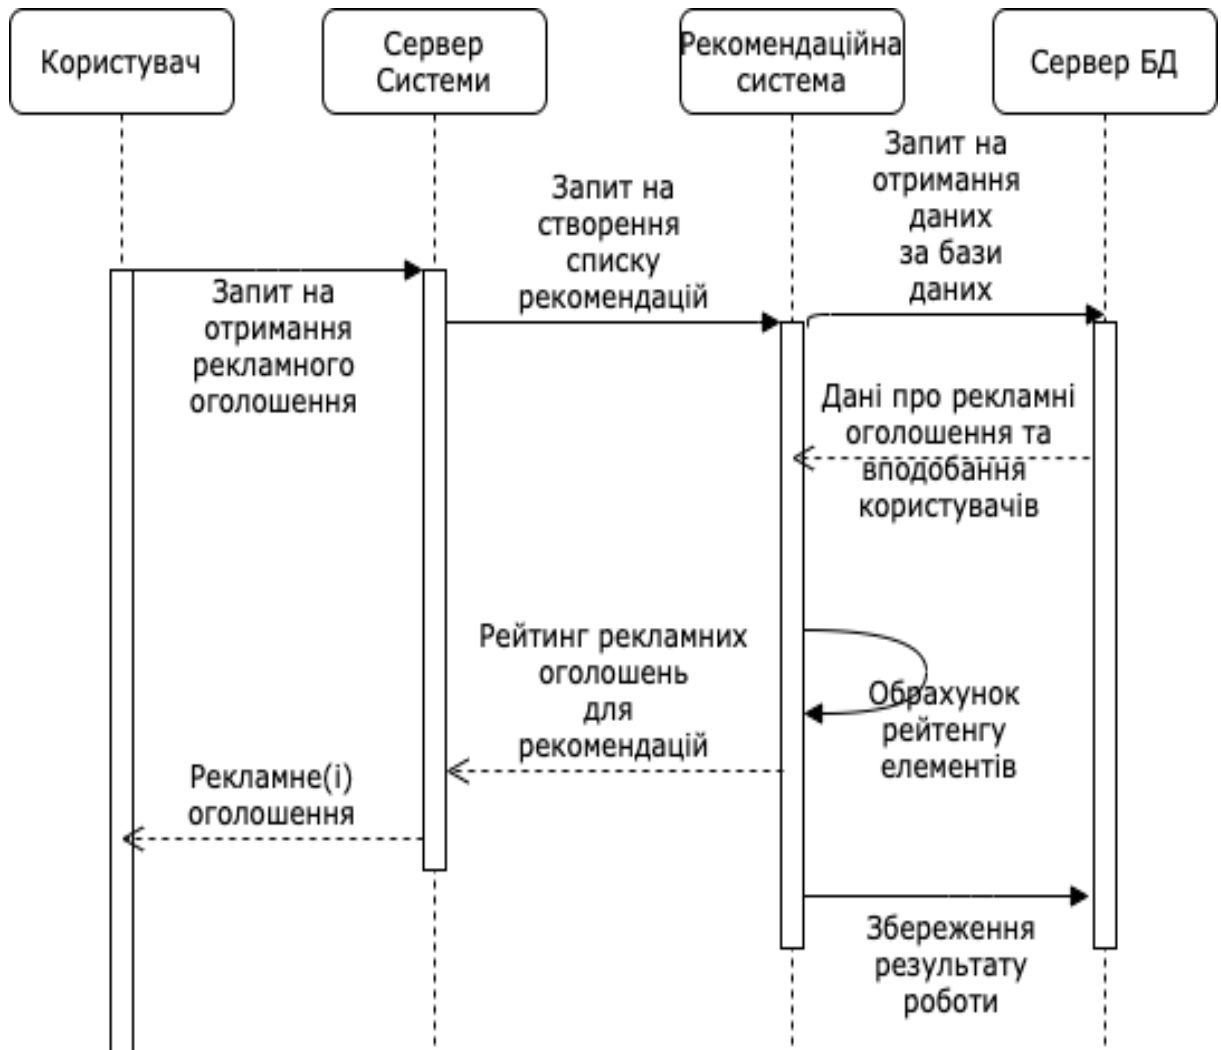 Користувач
Сервер
Системи
Рекомендаційна
система
Сервер БД
Запит на
отримання
даних
за бази
даних
Запит на
створення
списку
рекомендацій
Запит на
отримання
рекламного
оголошення
Дані про рекламні
оголошення та
вподобання
користувачів
Рейтинг рекламних
оголошень
для
рекомендацій
Обрахунок
рейтенгу
елементів
Рекламне(і)
оголошення
Збереження
результату
роботи